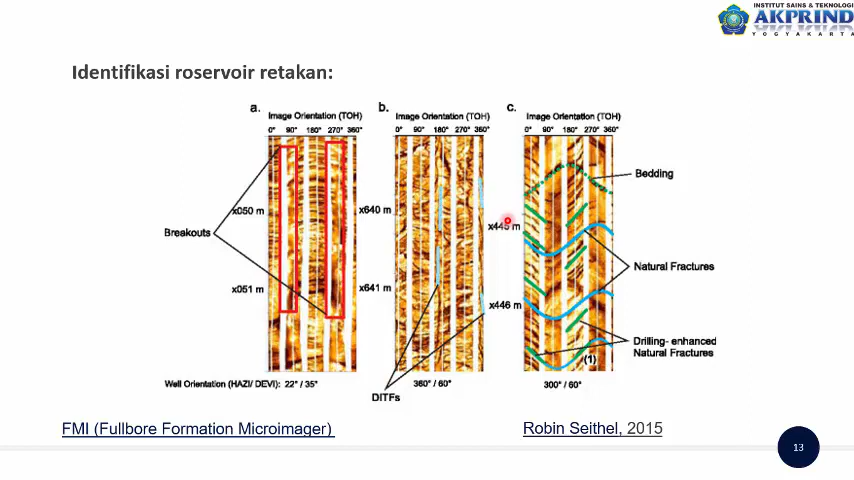 INSTITUT SAINS & TEKNOLOGI
AKPRIND
YOGYAKARTA
Identifikasi roservoir retakan:
a.
b.
c.
Image Orientation (TOH)
Image Orientation (TOH)
Image Orientation (TOH)
0° 90° 180° 270° 360°
0° 90° 180° 270° 360°
0° 90° 180° 270° 360°
Bedding
x050 m
x640 m
x445 m
Breakouts
Natural Fractures
x051 m
x641 m
x446 m
Drilling- enhanced
Natural Fractures
(1)
Well Orientation (HAZI/ DEVI): 22° / 35°
360° / 60°
300° / 60°
DITFs
FMI (Fullbore Formation Microimager)
Robin Seithel, 2015
13